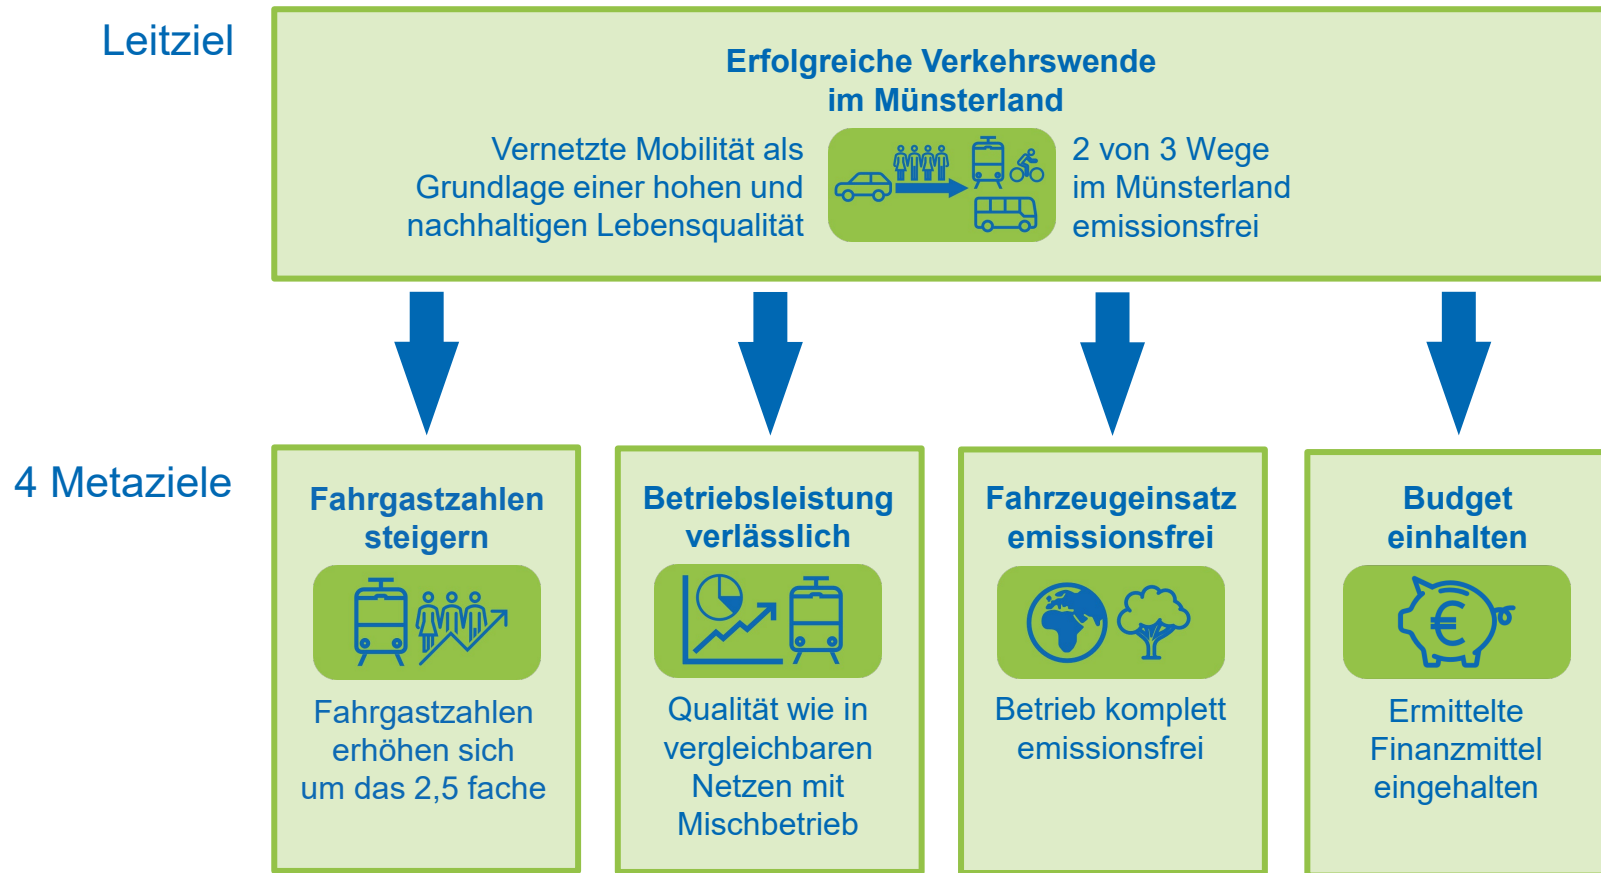 Leitziel
Erfolgreiche Verkehrswende
im Münsterland
Vernetzte Mobilität als
Grundlage einer hohen und
nachhaltigen Lebensqualität
2 von 3 Wege
im Münsterland
emissionsfrei
4 Metaziele
Fahrgastzahlen
steigern
Fahrgastzahlen
erhöhen sich
um das 2,5 fache
Betriebsleistung
verlässlich
Qualität wie in
vergleichbaren
Netzen mit
Mischbetrieb
Fahrzeugeinsatz
emissionsfrei
Betrieb komplett
emissionsfrei
Budget
einhalten
€
Ermittelte
Finanzmittel
eingehalten